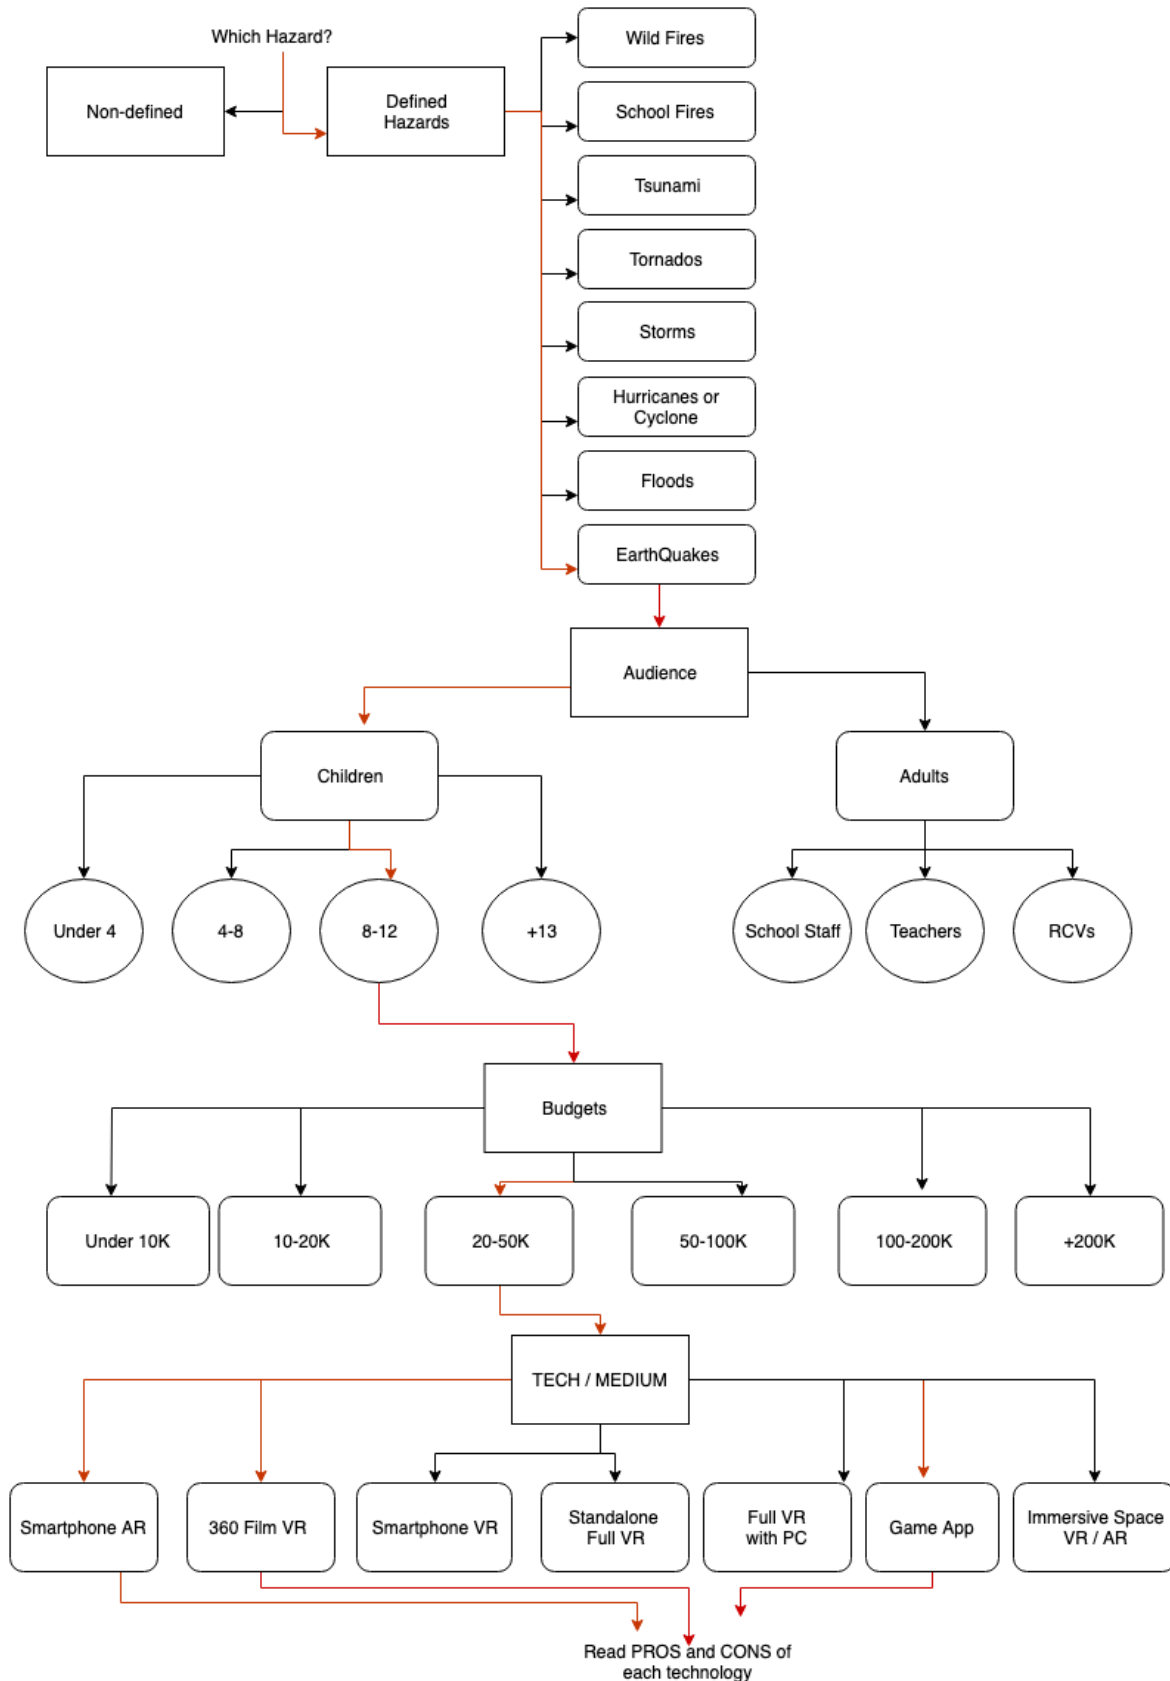 Which Hazard?
Non-defined
Defined
Hazards
Wild Fires
School Fires
Tsunami
Tornados
Storms
Hurricanes or
Cyclone
Floods
EarthQuakes
Audience
Children
Adults
Under 4
4-8
8-12
+13
School Staff
Teachers
RCVs
Budgets
Under 10K
10-20K
20-50K
50-100K
100-200K
+200K
TECH / MEDIUM
Smartphone AR
360 Film VR
Smartphone VR
Standalone
Full VR
Full VR
with PC
Game App
Immersive Space
VR / AR
Read PROS and CONS of
each technology